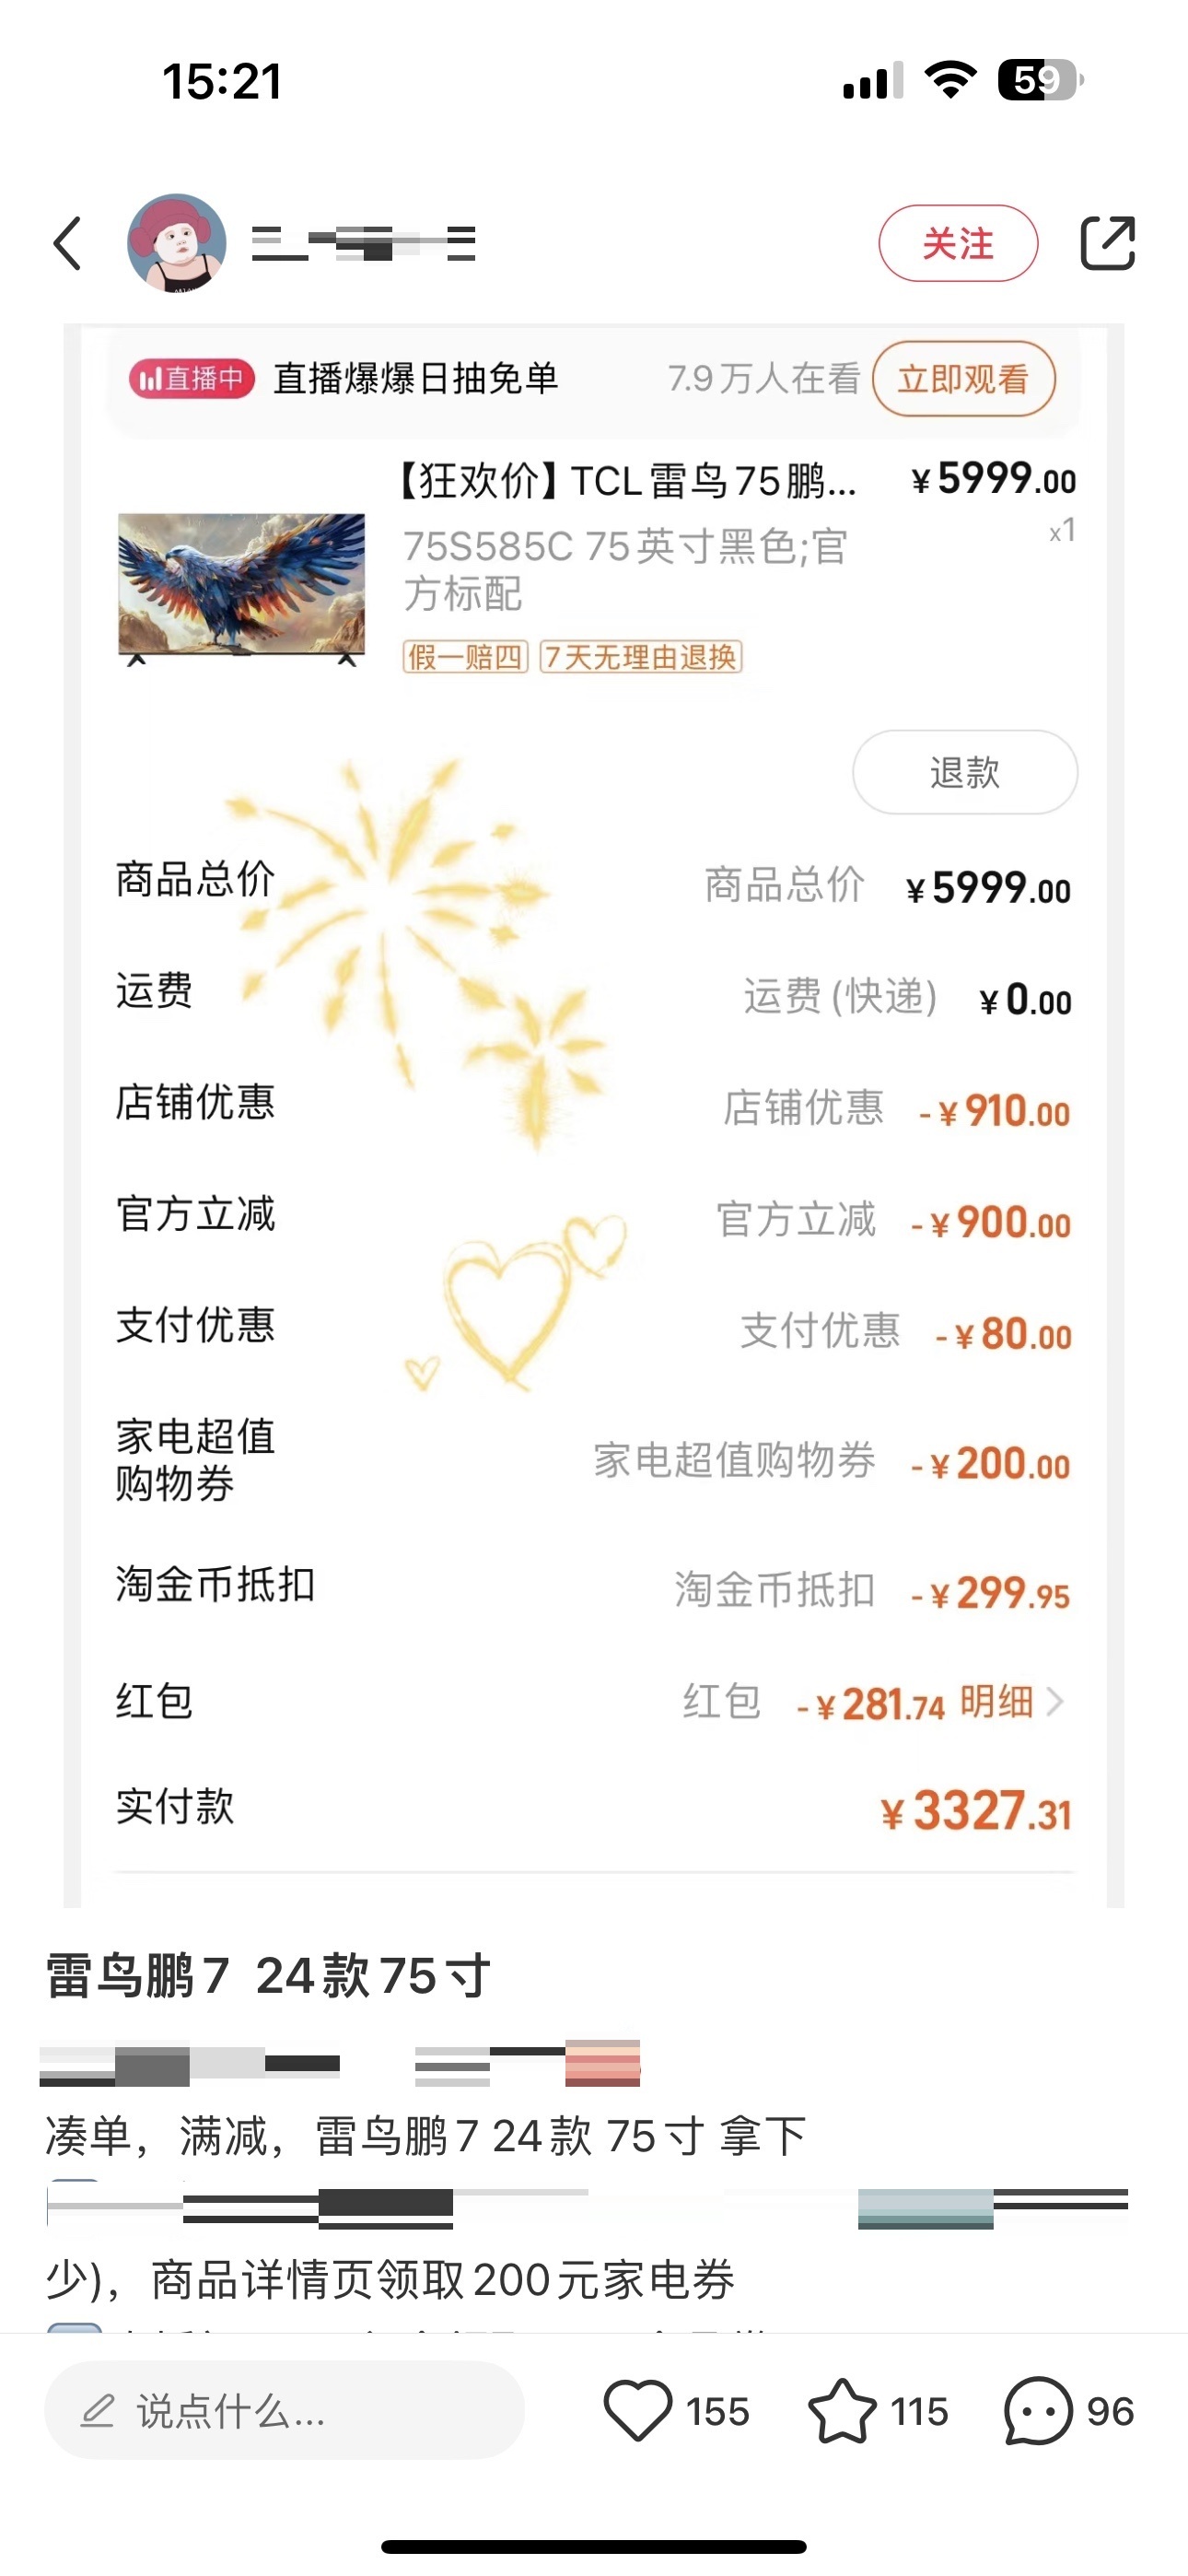 15:21
59
关注
直播中 直播爆爆日抽免单 7.9万人在看 立即观看
【狂欢价】TCL雷鸟75鹏... ¥5999.00
75S585C 75英寸黑色;官 x1
方标配
假一赔四 7天无理由退换
退款
商品总价 商品总价 ¥5999.00
运费 运费(快递) ¥0.00
店铺优惠 店铺优惠 -¥910.00
官方立减 官方立减 -¥900.00
支付优惠 支付优惠 -¥80.00
家电超值
购物券 家电超值购物券 -¥200.00
淘金币抵扣 淘金币抵扣 -¥299.95
红包 红包 -¥281.74 明细
实付款 ¥3327.31
雷鸟鹏7 24款75寸
凑单，满减，雷鸟鹏7 24款 75寸 拿下
少)，商品详情页领取200元家电券
说点什么... 155 115 96